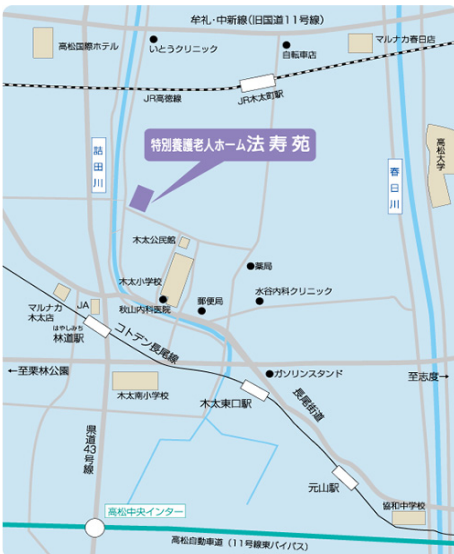 牟礼・中新線(旧国道11号線)
高松国際ホテル
いとうクリニック
自転車店
マルナカ春日店
JR高徳線
JR木太町駅
特別養護老人ホーム法寿苑
詰田川
春日川
高松大学
木太公民館
木太小学校
薬局
水谷内科クリニック
郵便局
秋山内科医院
マルナカ
木太店
JA
はやしみち
林道駅
コトデン長尾線
←至栗林公園
ガソリンスタンド
至志度→
木太南小学校
木太東口駅
長尾街道
県道43号線
元山駅
協和中学校
高松中央インター
高松自動車道(11号線東バイパス)